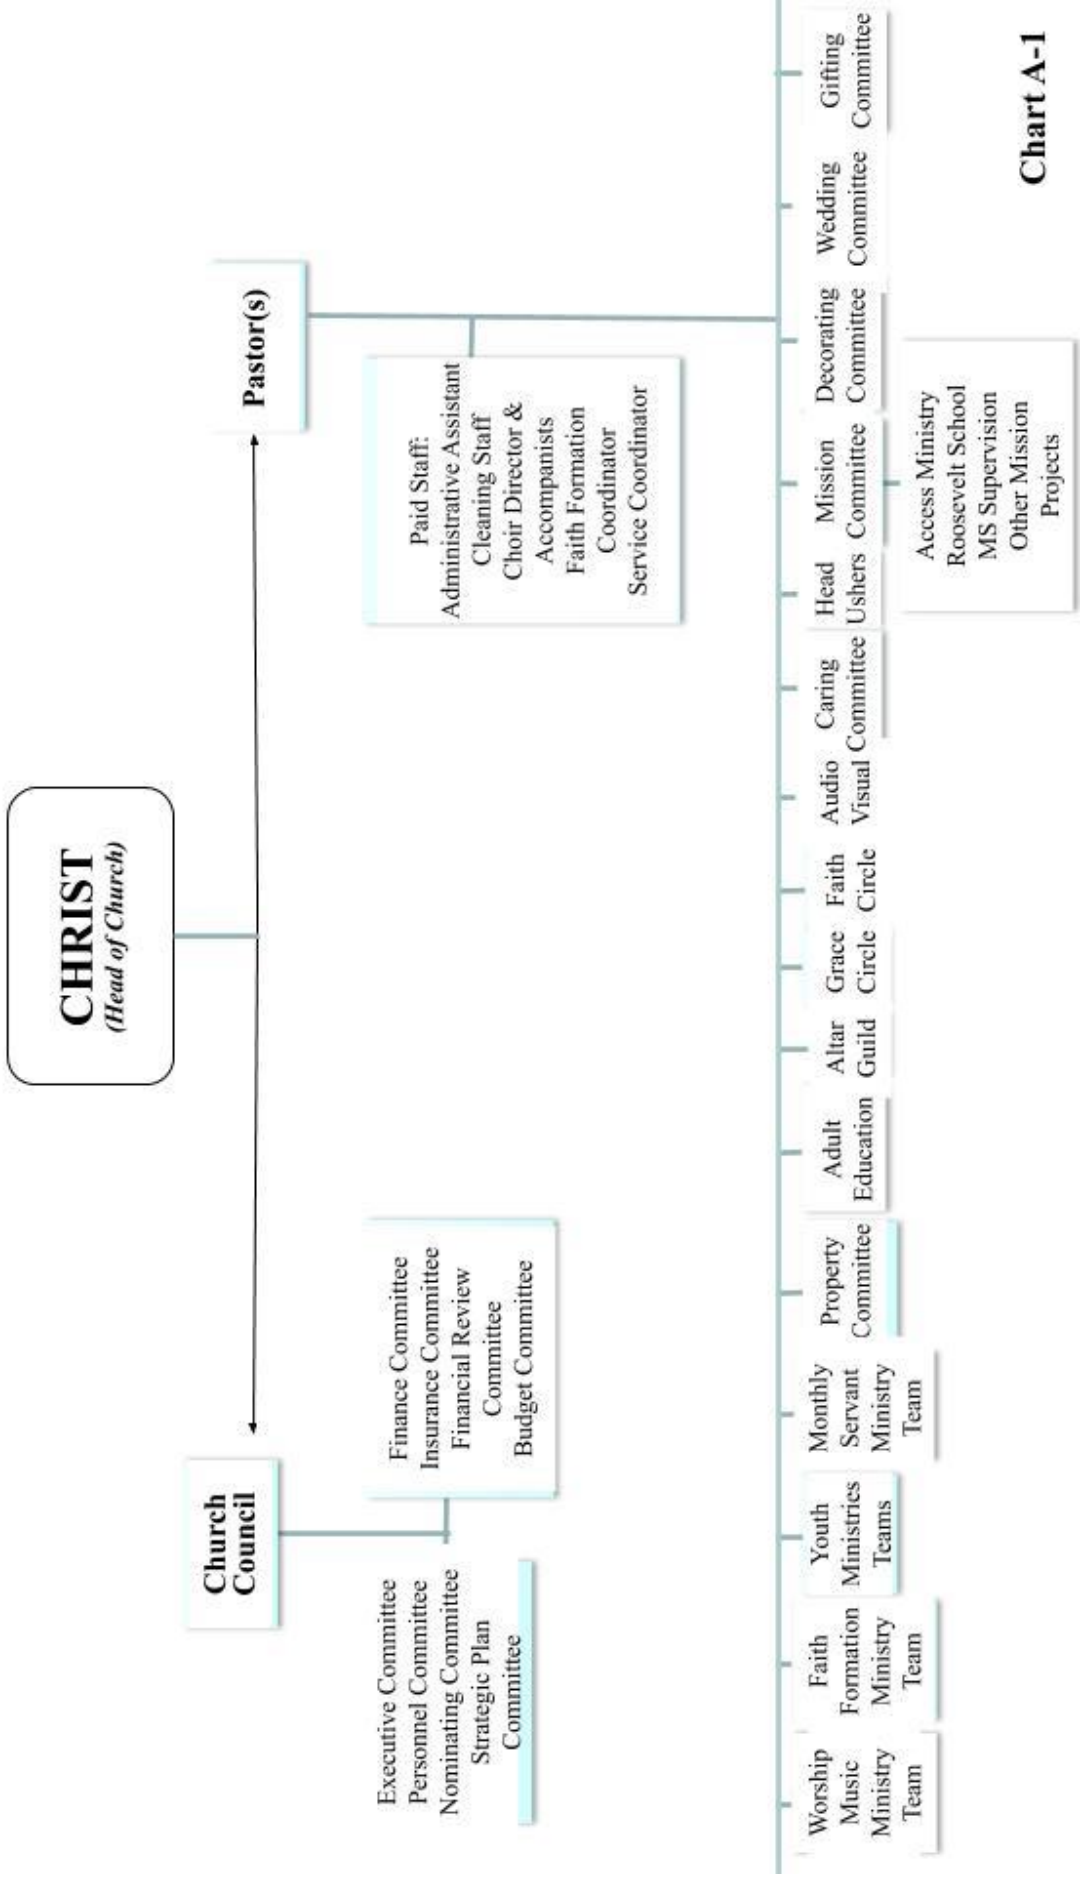 CHRIST
(Head of Church)
Church
Council
Pastor(s)
Executive Committee
Personnel Committee
Nominating Committee
Strategic Plan
Committee
Finance Committee
Insurance Committee
Financial Review
Committee
Budget Committee
Paid Staff:
Administrative Assistant
Cleaning Staff
Choir Director &
Accompanists
Faith Formation
Coordinator
Service Coordinator
Worship
Music
Ministry
Team
Faith
Formation
Ministry
Team
Youth
Ministries
Teams
Monthly
Servant
Ministry
Team
Property
Committee
Adult
Education
Altar
Guild
Grace
Circle
Faith
Circle
Audio
Visual
Caring
Committee
Head
Ushers
Mission
Committee
Decorating
Committee
Wedding
Committee
Gifting
Committee
Access Ministry
Roosevelt School
MS Supervision
Other Mission
Projects
Chart A-1